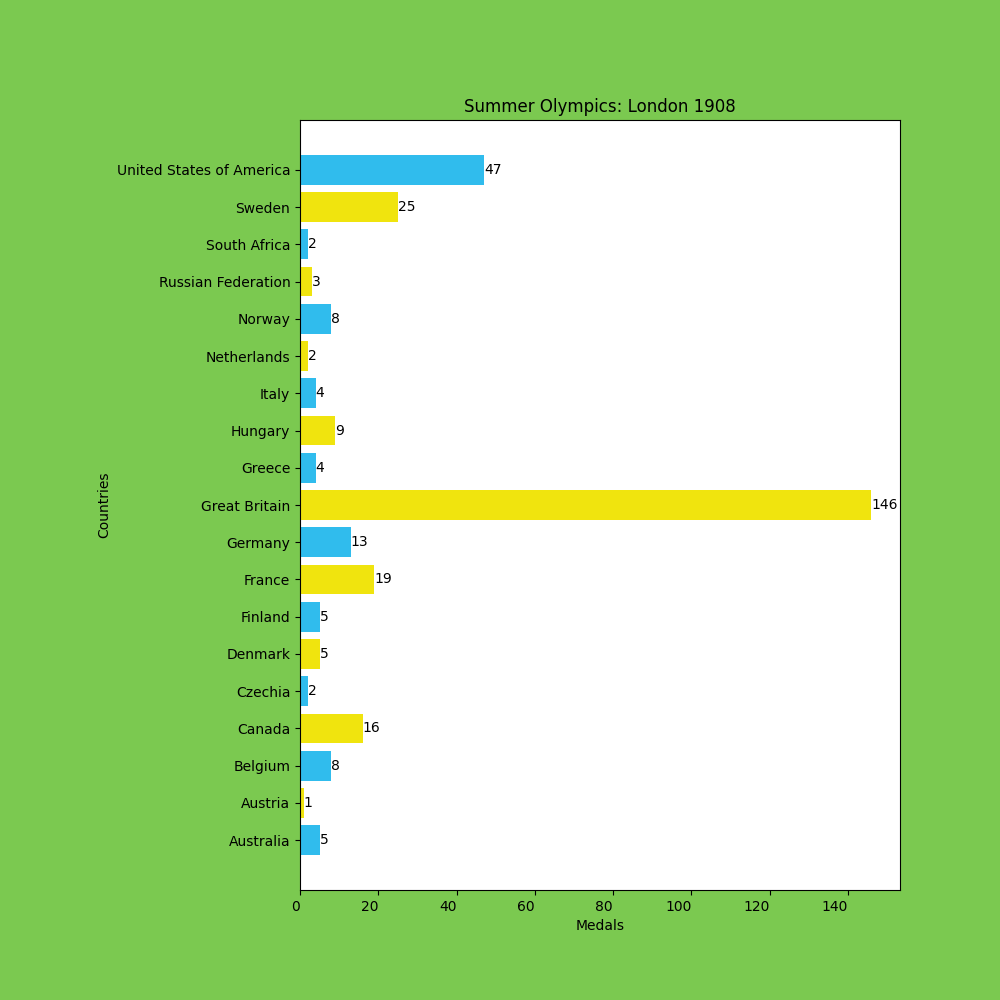 Summer Olympics: London 1908
United States of America 47
Sweden 25
South Africa 2
Russian Federation 3
Norway 8
Netherlands 2
Italy 4
Hungary 9
Greece 4
Great Britain 146
Germany 13
France 19
Finland 5
Denmark 5
Czechia 2
Canada 16
Belgium 8
Austria 1
Australia 5
Countries
0 20 40 60 80 100 120 140
Medals